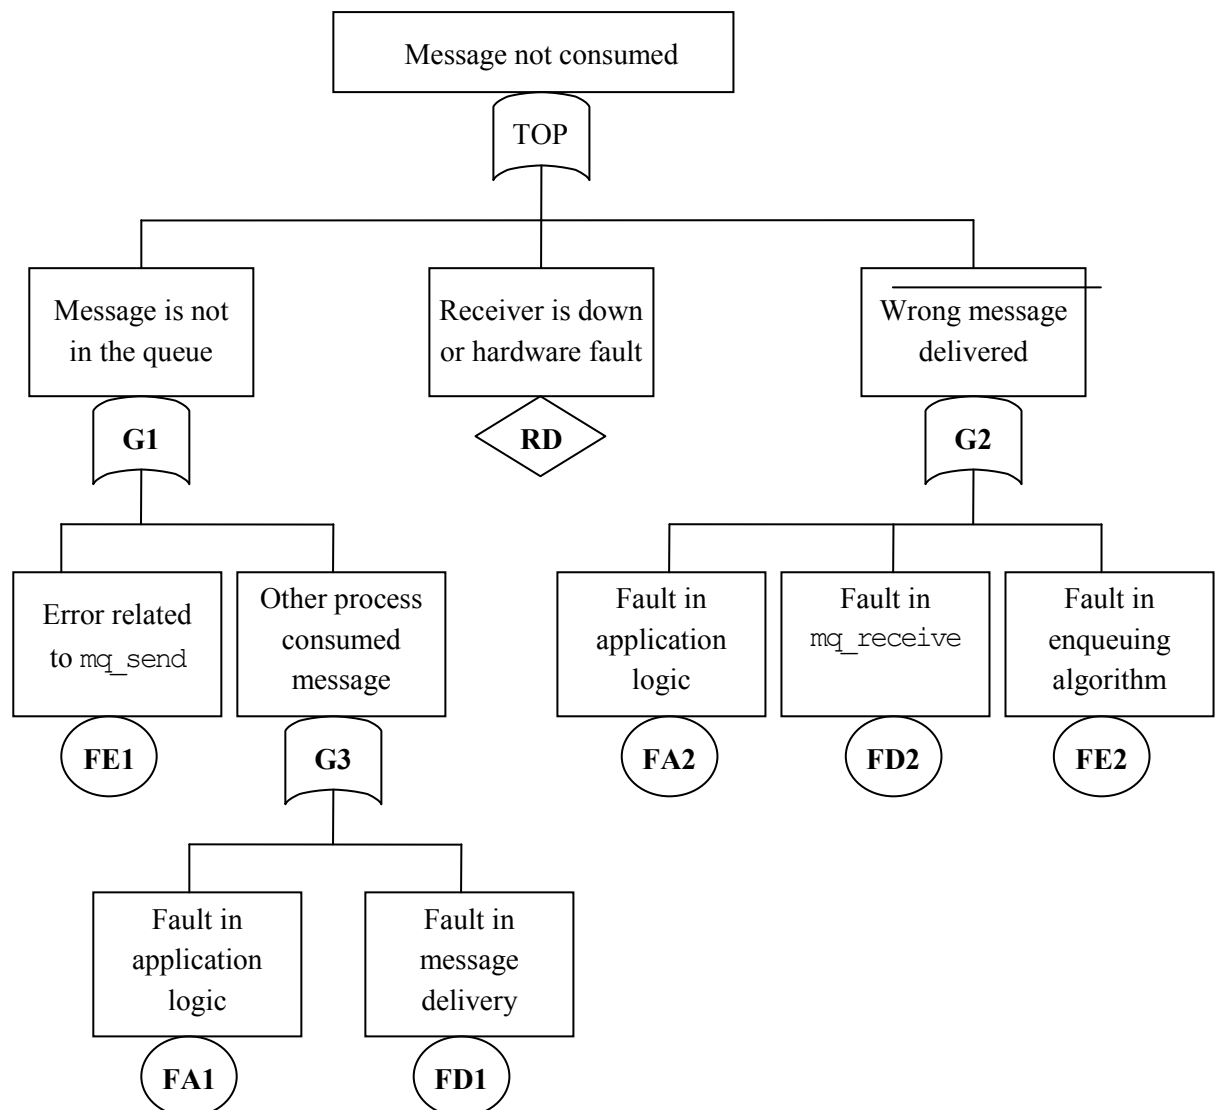 Message not consumed
TOP
Message is not
in the queue
G1
Receiver is down
or hardware fault
RD
Wrong message
delivered
G2
Error related
to mq_send
FE1
Other process
consumed
message
G3
Fault in
application
logic
FA2
Fault in
mq_receive
FD2
Fault in
enqueuing
algorithm
FE2
Fault in
application
logic
FA1
Fault in
message
delivery
FD1